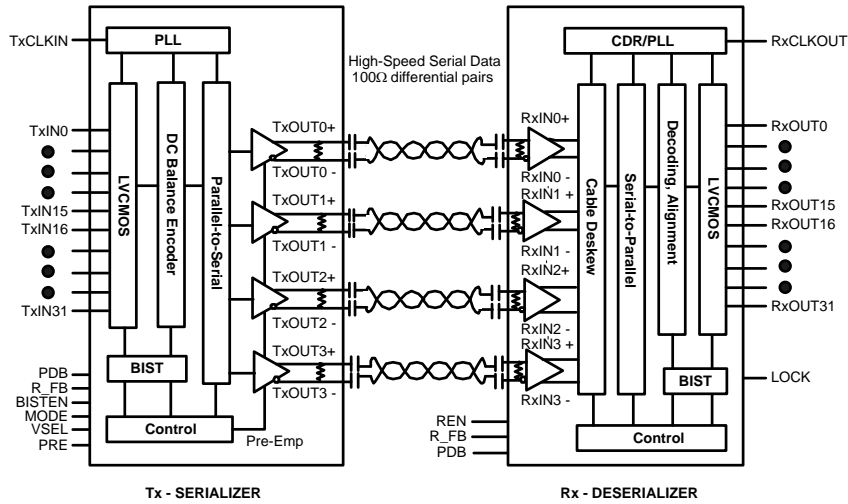 TxCLKIN
PLL
High-Speed Serial Data
100Ω differential pairs
CDR/PLL
RxCLKOUT
TxIN0
TxIN15
TxIN16
TxIN31
LVCMOS
DC Balance Encoder
Parallel-to-Serial
TxOUT0+
TxOUT0 -
TxOUT1+
TxOUT1 -
TxOUT2+
TxOUT2 -
TxOUT3+
TxOUT3 -
RxIN0+
RxIN0 -
RxIN1 +
RxIN1 -
RxIN2+
RxIN2 -
RxIN3 +
RxIN3 -
Cable Deskew
Serial-to-Parallel
Decoding, Alignment
LVCMOS
RxOUT0
RxOUT15
RxOUT16
RxOUT31
BIST
BIST
LOCK
PDB
R_FB
BISTEN
MODE
VSEL
PRE
Control
Pre-Emp
REN
R_FB
PDB
Control
Tx - SERIALIZER
Rx - DESERIALIZER